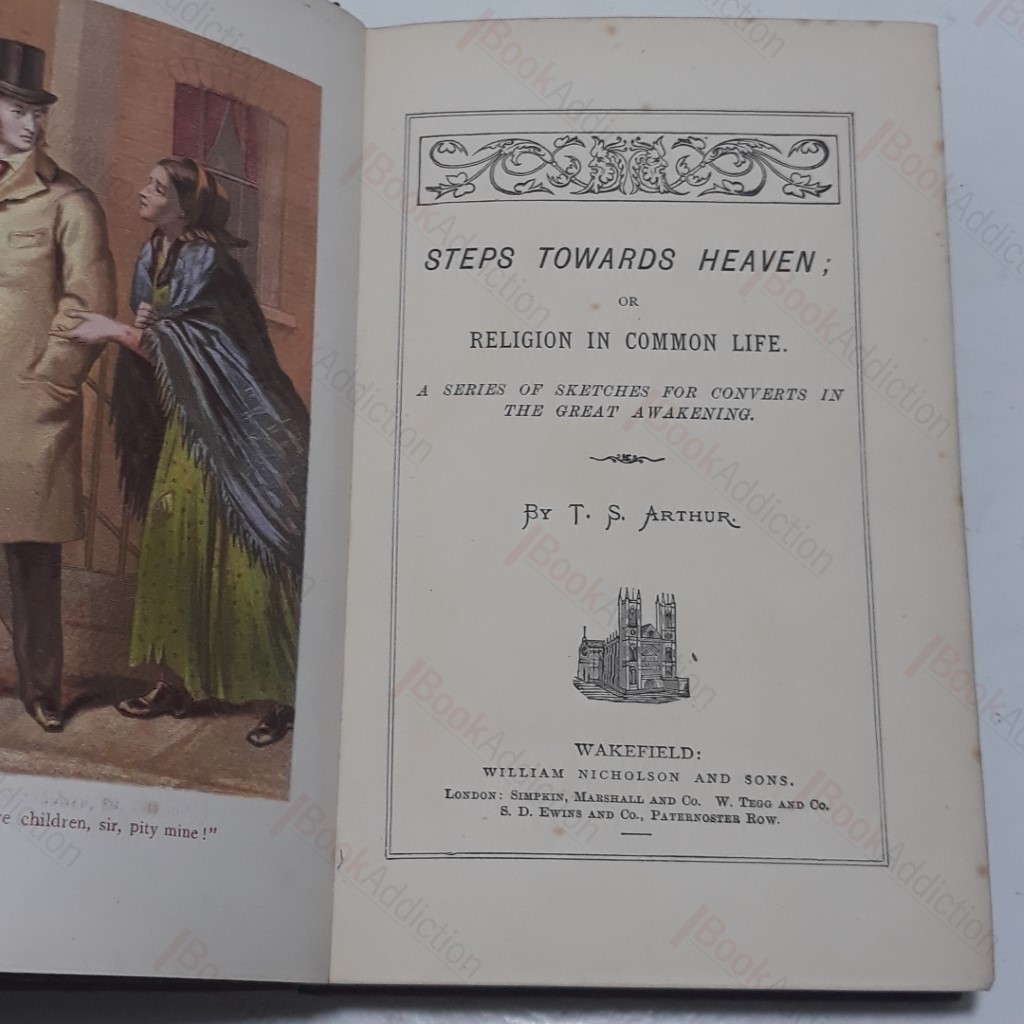 e children, sir, pity mine!"
STEPS TOWARDS HEAVEN;
OR
RELIGION IN COMMON LIFE.
A SERIES OF SKETCHES FOR CONVERTS IN
THE GREAT AWAKENING.
BY T. S. ARTHUR.
WAKEFIELD:
WILLIAM NICHOLSON AND SONS.
LONDON: SIMPKIN, MARSHALL AND CO. W. TEGG AND CO.
S. D. EWINS AND CO., PATERNOSTER ROW.
BookAddiction